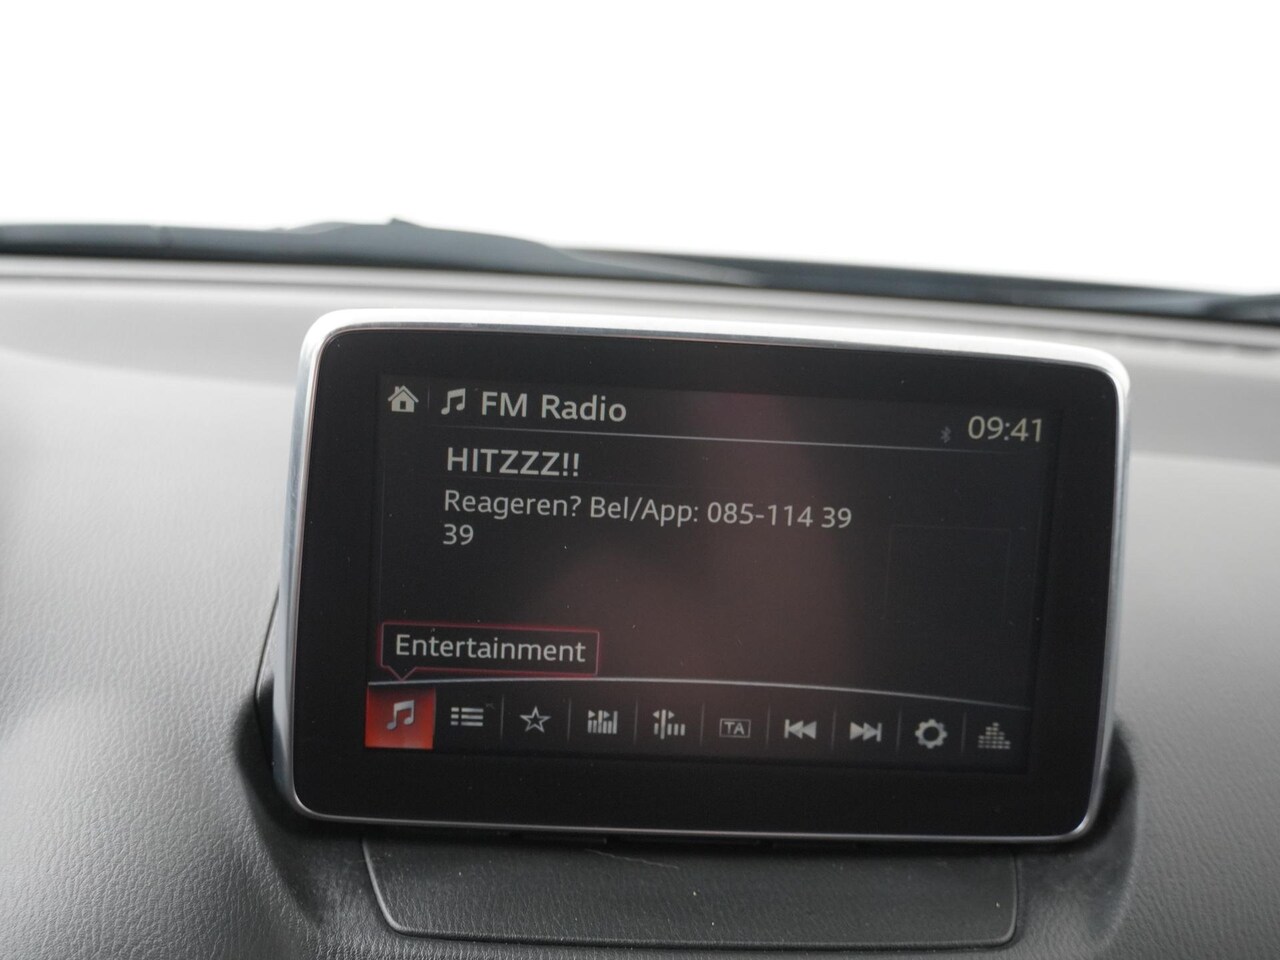 FM Radio
09:41
HITZZZ!!
Reageren? Bel/App: 085-114 39
39
Entertainment
TA